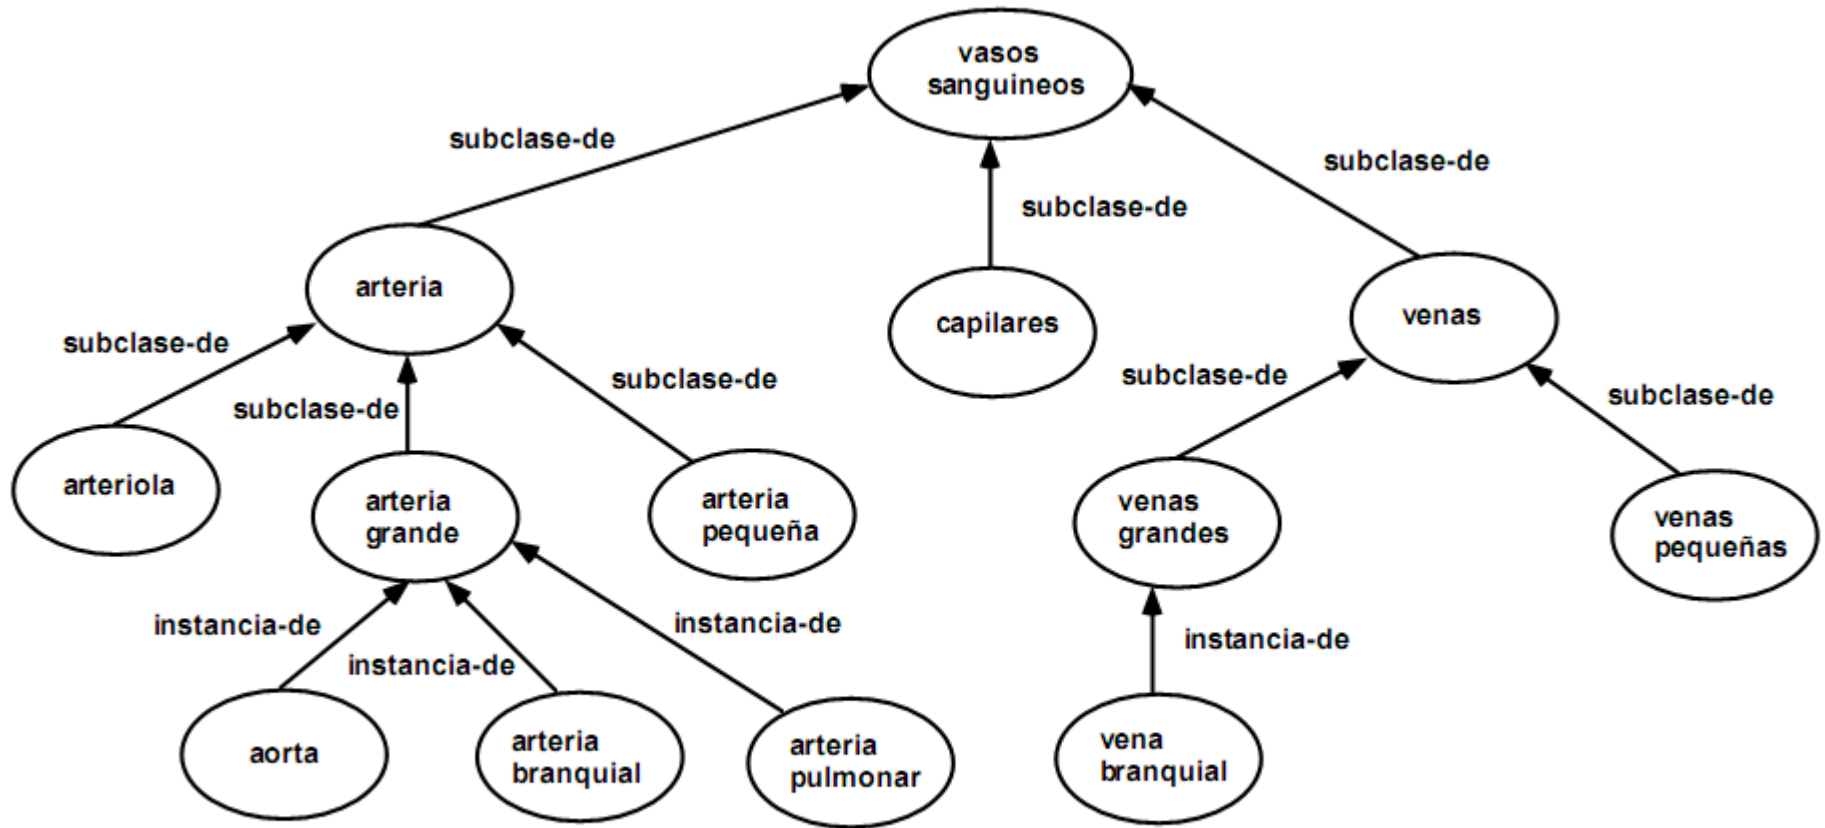 vasos
sanguineos
subclase-de
subclase-de
subclase-de
arteria
capilares
venas
subclase-de
subclase-de
subclase-de
subclase-de
subclase-de
arteriola
arteria
grande
arteria
pequeña
venas
grandes
venas
pequeñas
instancia-de
instancia-de
instancia-de
instancia-de
aorta
arteria
branquial
arteria
pulmonar
vena
branquial